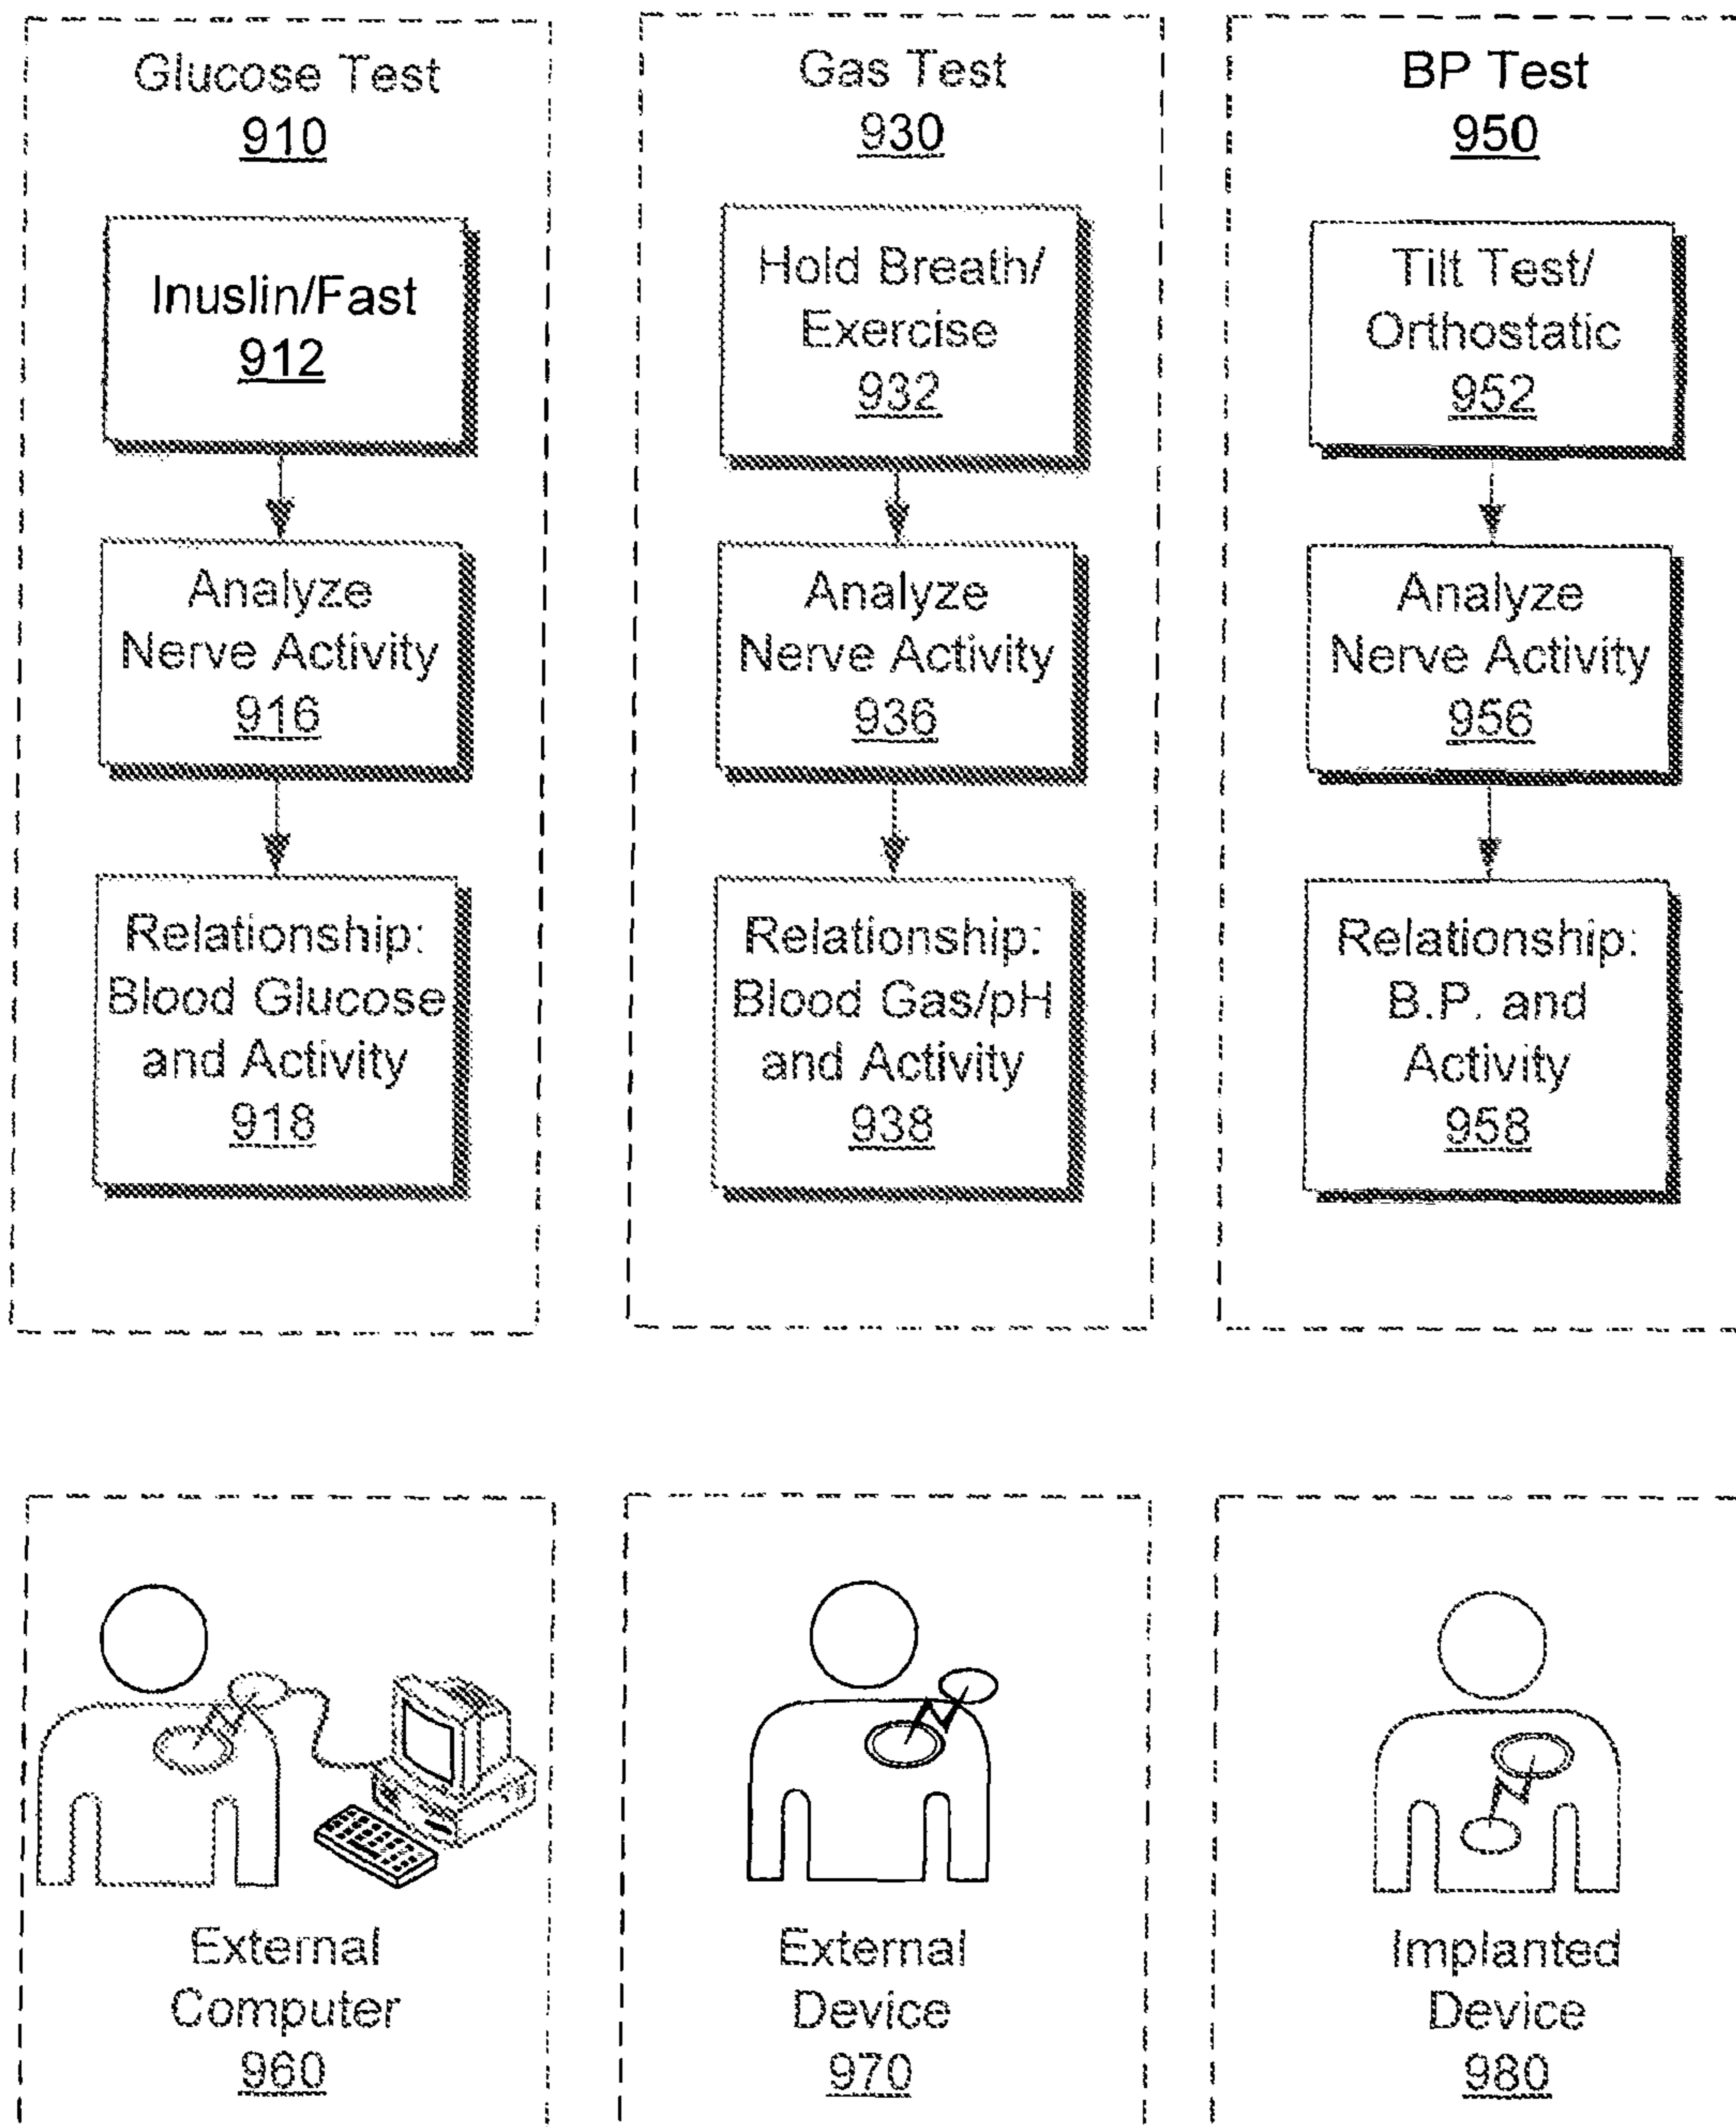 Glucose Test
910
Inuslin/Fast
912
Analyze
Nerve Activity
916
Relationship:
Blood Glucose
and Activity
918
Gas Test
930
Hold Breath/
Exercise
932
Analyze
Nerve Activity
936
Relationship:
Blood Gas/pH
and Activity
938
BP Test
950
Tilt Test/
Orthostatic
952
Analyze
Nerve Activity
956
Relationship:
B.P. and
Activity
958
External
Computer
960
External
Device
970
Implanted
Device
980